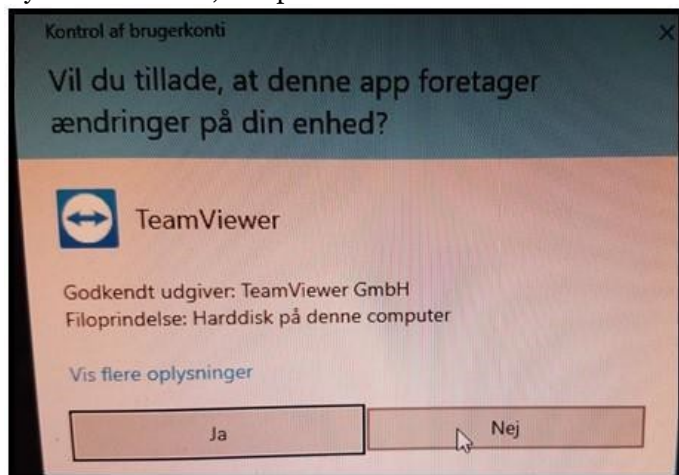 Kontrol af brugerkonti
Vil du tillade, at denne app foretager
ændringer på din enhed?
TeamViewer
Godkendt udgiver: TeamViewer GmbH
Filoprindelse: Harddisk på denne computer
Vis flere oplysninger
Ja
Nej